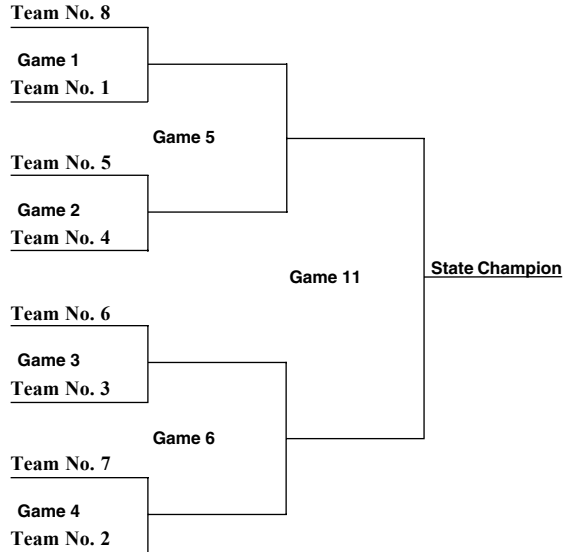 Team No. 8
Game 1
Team No. 1
Game 5
Team No. 5
Game 2
Team No. 4
State Champion
Game 11
Team No. 6
Game 3
Team No. 3
Game 6
Team No. 7
Game 4
Team No. 2